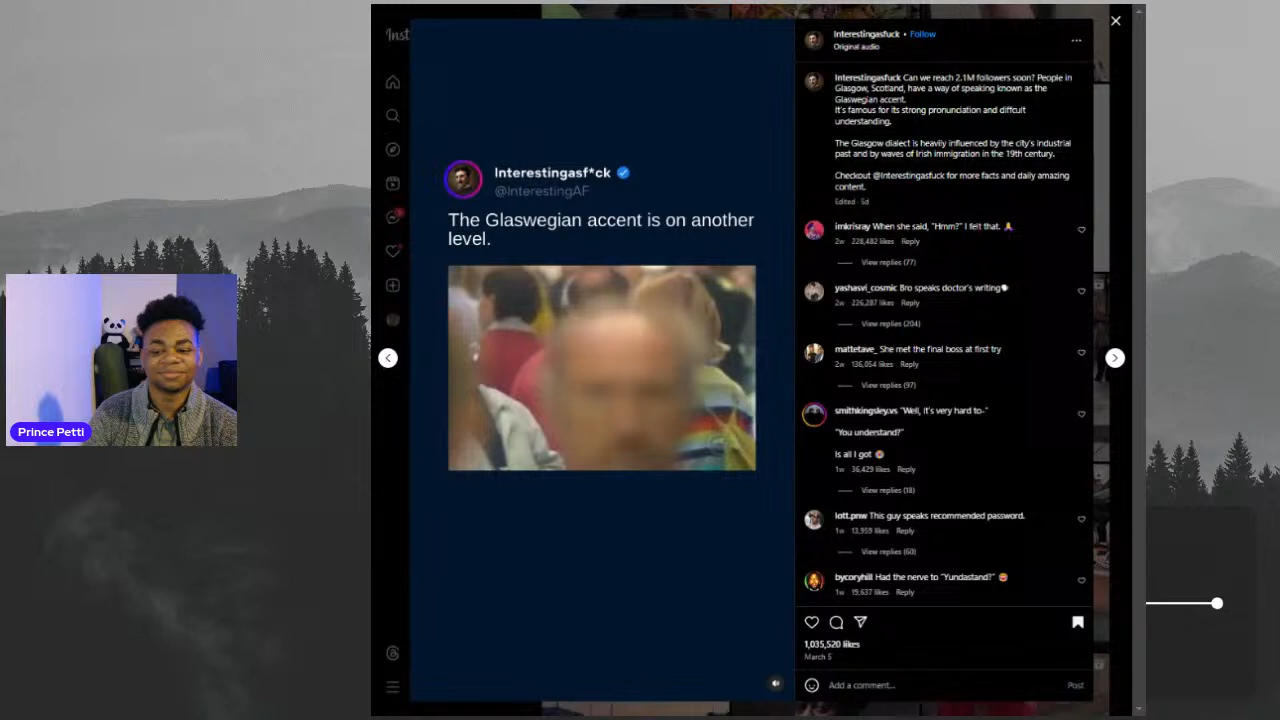 Inst
Interestingasfuck • Follow
Original audio
Interestingasfuck Can we reach 2.1M followers soon? People in
Glasgow, Scotland, have a way of speaking known as the
Glaswegian accent.
It's famous for its strong pronunciation and diffcult
understanding.
The Glasgow dialect is heavily influenced by the city's industrial
past and by waves of Irish immigration in the 19th century.
Checkout @Interestingasfuck for more facts and daily amazing
content.
Edited · 5d
Interestingasf*ck
@InterestingAF
The Glaswegian accent is on another
level.
imkrisray When she said, "Hmm?" I felt that.
2w 228,482 likes Reply
View replies (77)
yashasvi_cosmic Bro speaks doctor's writing
2w 226,287 likes Reply
View replies (204)
mattetave_ She met the final boss at first try
2w 136,054 likes Reply
View replies (97)
smithkingsley.vs "Well, it's very hard to-"
"You understand?"
Is all I got
1w 36,429 likes Reply
View replies (18)
lott.pnw This guy speaks recommended password.
1w 13,959 likes Reply
View replies (60)
bycoryhill Had the nerve to "Yundastand?"
1w 19,637 likes Reply
1,035,520 likes
March 5
Add a comment... Post
Prince Petti